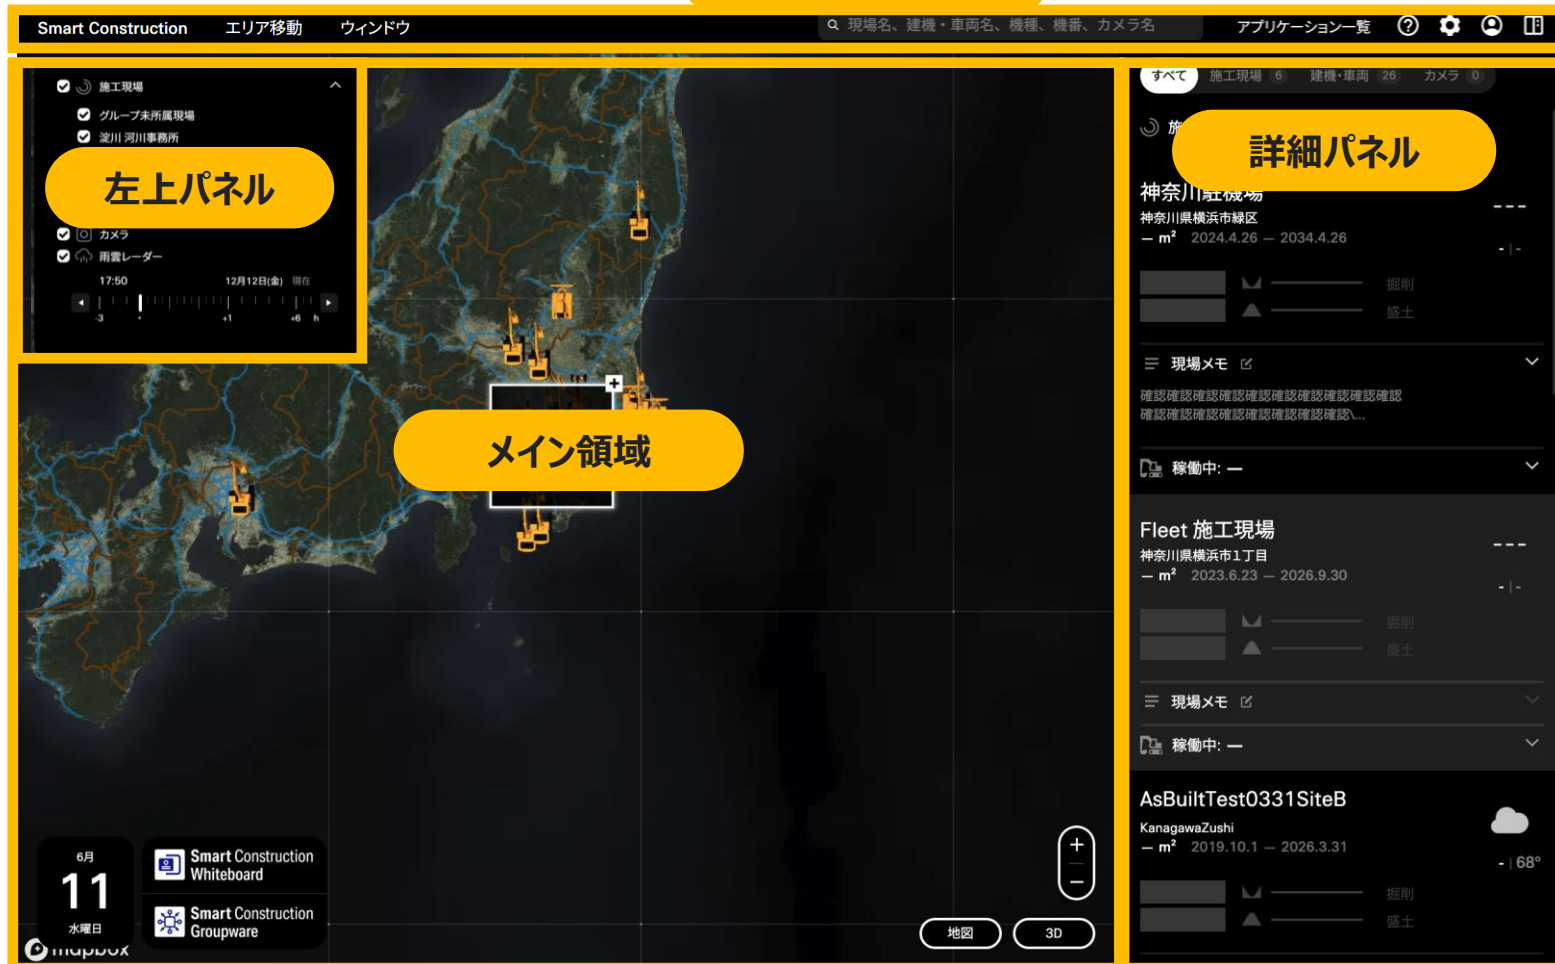 Smart Construction エリア移動 ウィンドウ 現場名、建機・車両名、機種、機番、カメラ名 アプリケーション一覧
施工現場
グループ未所属現場
淀川 河川事務所
左上パネル
カメラ
雨雲レーダー
17:50 12月12日(金) 現在
-3 +1 +6 h
メイン領域
6月
11
水曜日
Smart Construction
Whiteboard
Smart Construction
Groupware
mapbox
+
−
地図 3D
すべて 施工現場 6 建機・車両 26 カメラ 0
詳細パネル
神奈川駐機場
---
神奈川県横浜市緑区
— m² 2024.4.26 — 2034.4.26
- | -
掘削
盛土
現場メモ
確認確認確認確認確認確認確認確認確認確認
確認確認確認確認確認確認確認確認\...
稼働中: —
Fleet 施工現場
---
神奈川県横浜市1丁目
— m² 2023.6.23 — 2026.9.30
- | -
掘削
盛土
現場メモ
稼働中: —
AsBuiltTest0331SiteB
KanagawaZushi
— m² 2019.10.1 — 2026.3.31
- | 68°
掘削
盛土